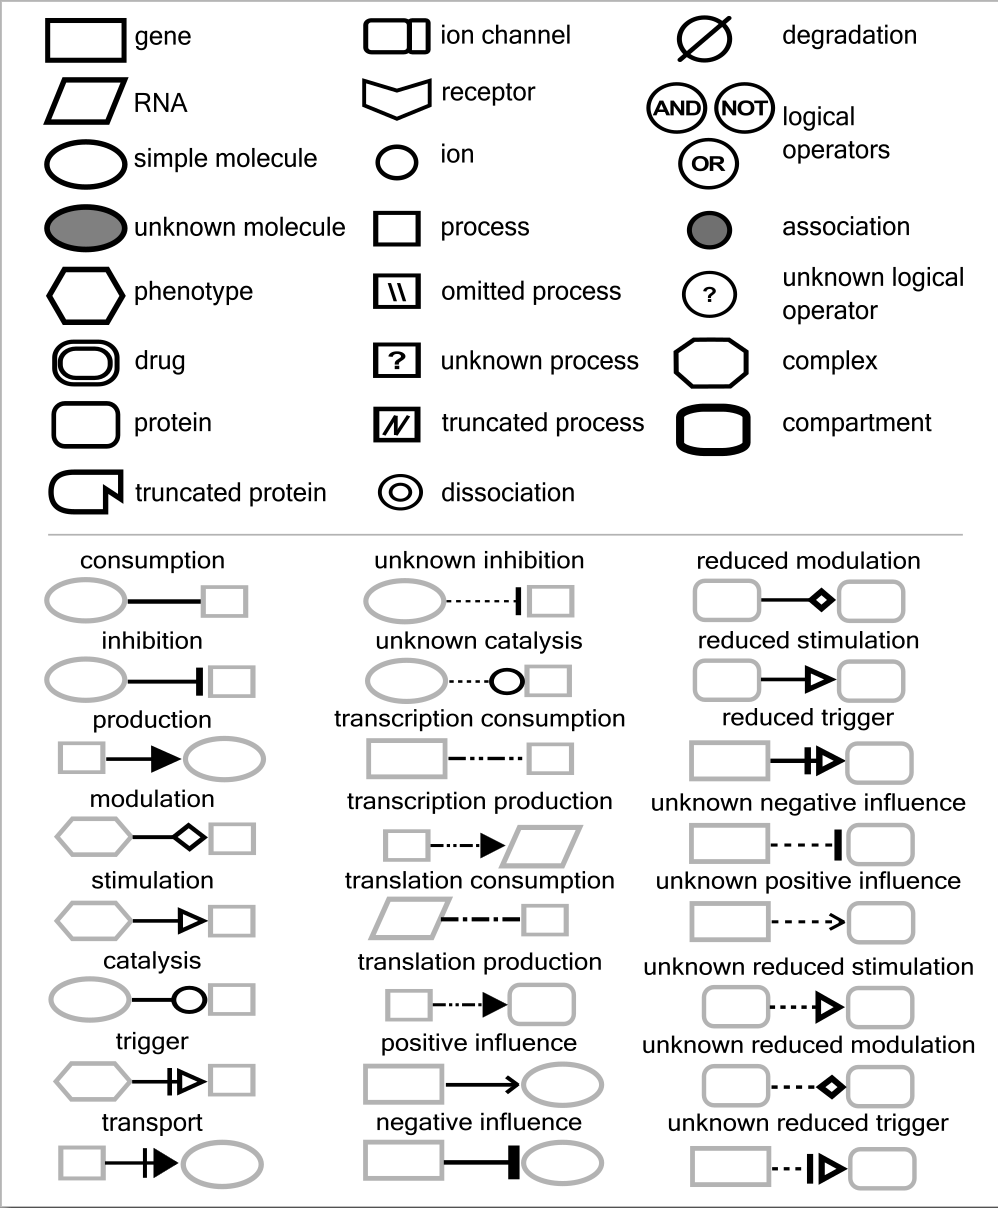 gene
ion channel
degradation
RNA
receptor
AND NOT
OR
logical
operators
simple molecule
ion
unknown molecule
process
association
phenotype
\\
omitted process
?
unknown logical
operator
drug
?
unknown process
complex
protein
N
truncated process
compartment
truncated protein
dissociation
consumption
unknown inhibition
reduced modulation
inhibition
unknown catalysis
reduced stimulation
production
transcription consumption
reduced trigger
modulation
transcription production
unknown negative influence
stimulation
translation consumption
unknown positive influence
catalysis
translation production
unknown reduced stimulation
trigger
positive influence
unknown reduced modulation
transport
negative influence
unknown reduced trigger